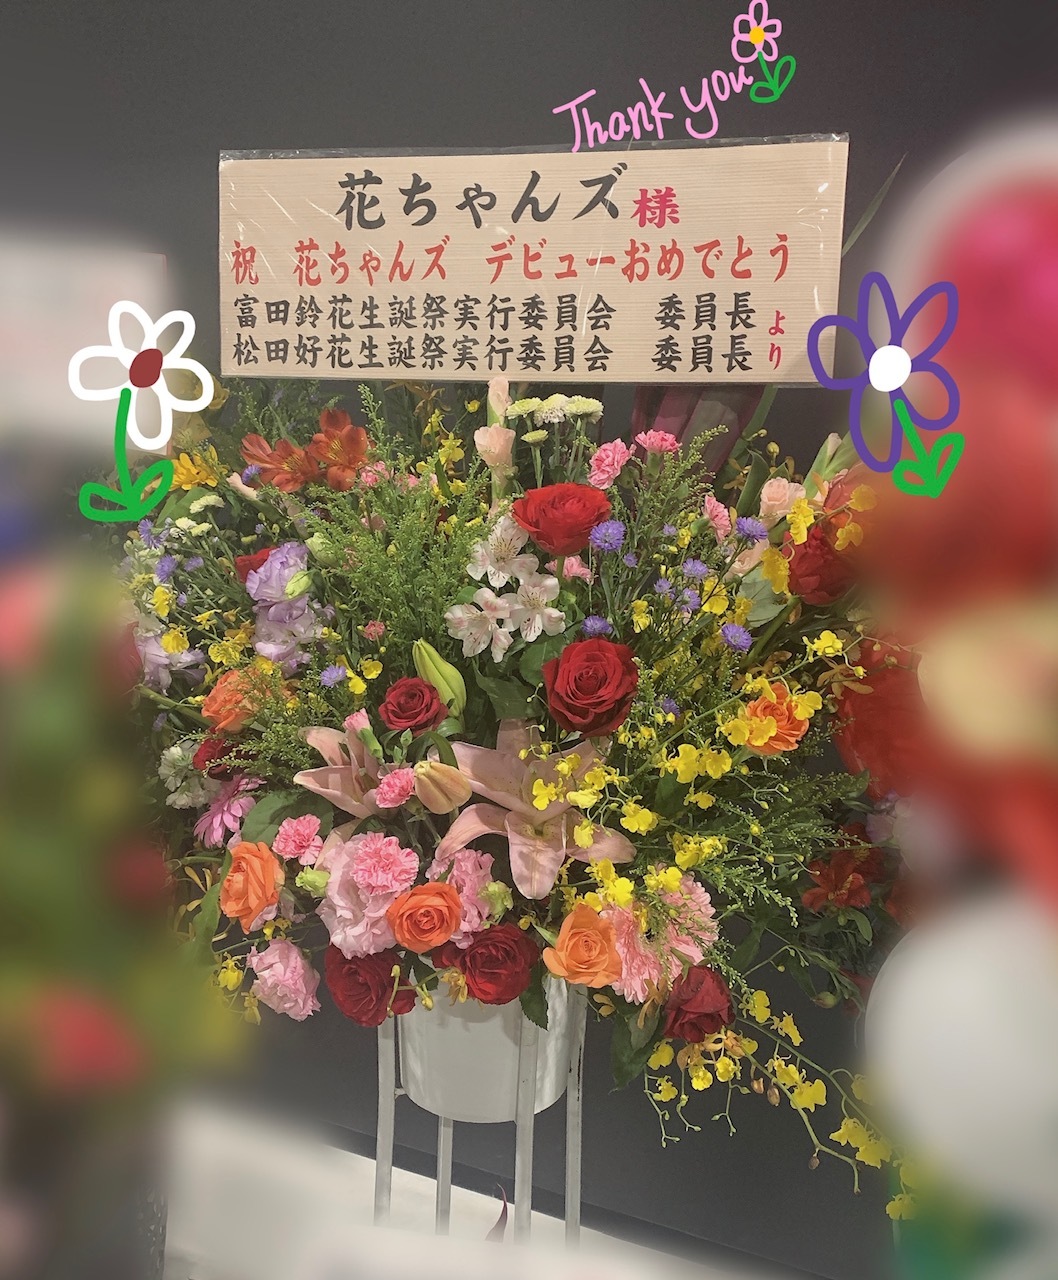 Thank you
花ちゃんズ様
祝 花ちゃんズ デビューおめでとう
富田鈴花生誕祭実行委員会 委員長
松田好花生誕祭実行委員会 委員長
より